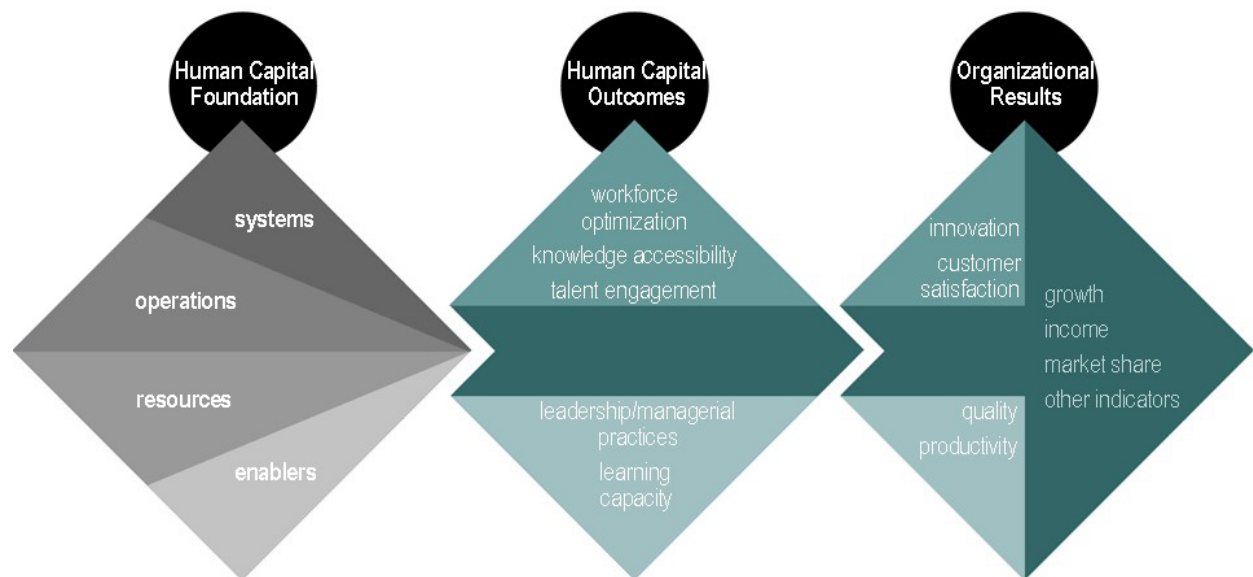 Human Capital
Foundation
systems
operations
resources
enablers
Human Capital
Outcomes
workforce
optimization
knowledge accessibility
talent engagement
leadership/managerial
practices
learning
capacity
Organizational
Results
innovation
customer
satisfaction
quality
productivity
growth
income
market share
other indicators